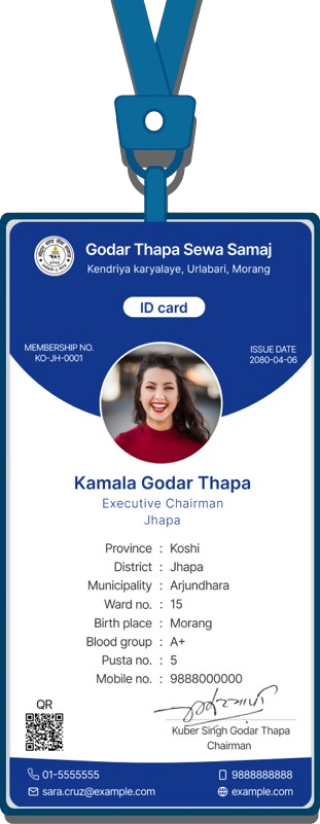 Godar Thapa Sewa Samaj
Kendriya karyalaye, Urlabari, Morang
ID card
MEMBERSHIP NO.
KO-JH-0001
ISSUE DATE
2080-04-06
Kamala Godar Thapa
Executive Chairman
Jhapa
Province : Koshi
District : Jhapa
Municipality : Arjundhara
Ward no. : 15
Birth place : Morang
Blood group : A+
Pusta no. : 5
Mobile no. : 9888000000
QR
Kuber Singh Godar Thapa
Chairman
01-5555555
9888888888
sara.cruz@example.com
example.com